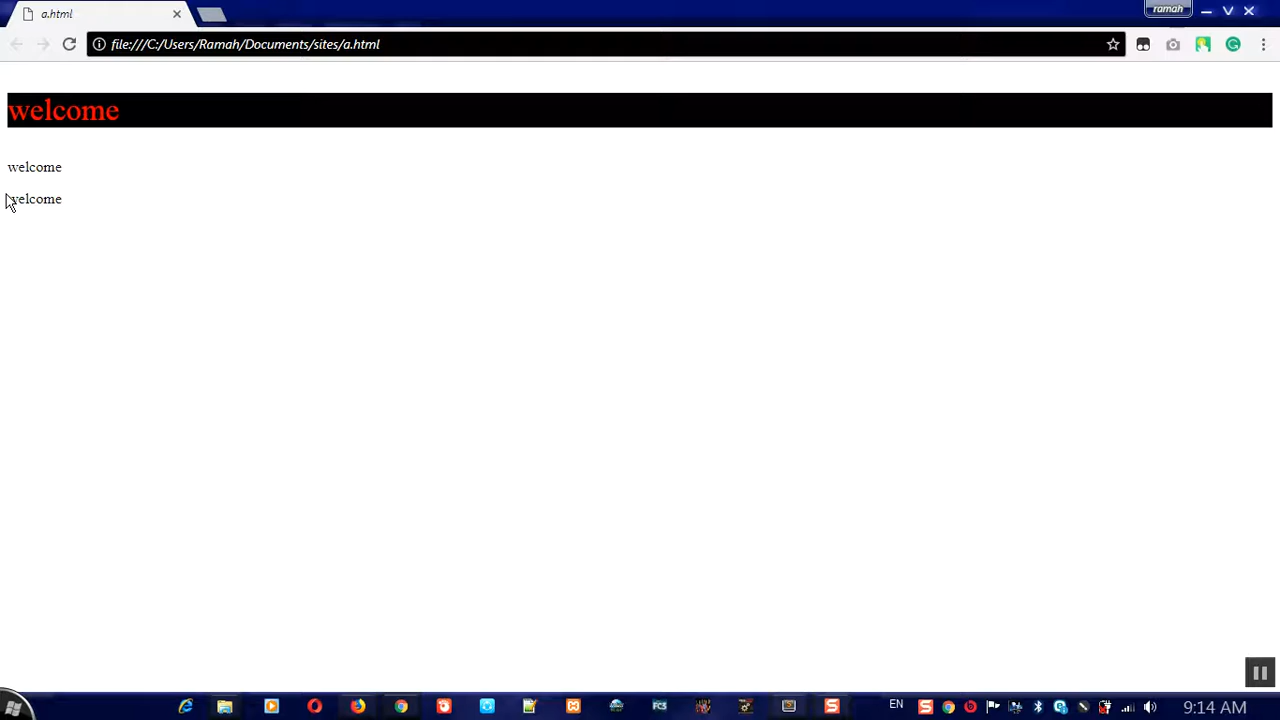 a.html
ramah
file:///C:/Users/Ramah/Documents/sites/a.html
welcome
welcome
welcome
EN
9:14 AM